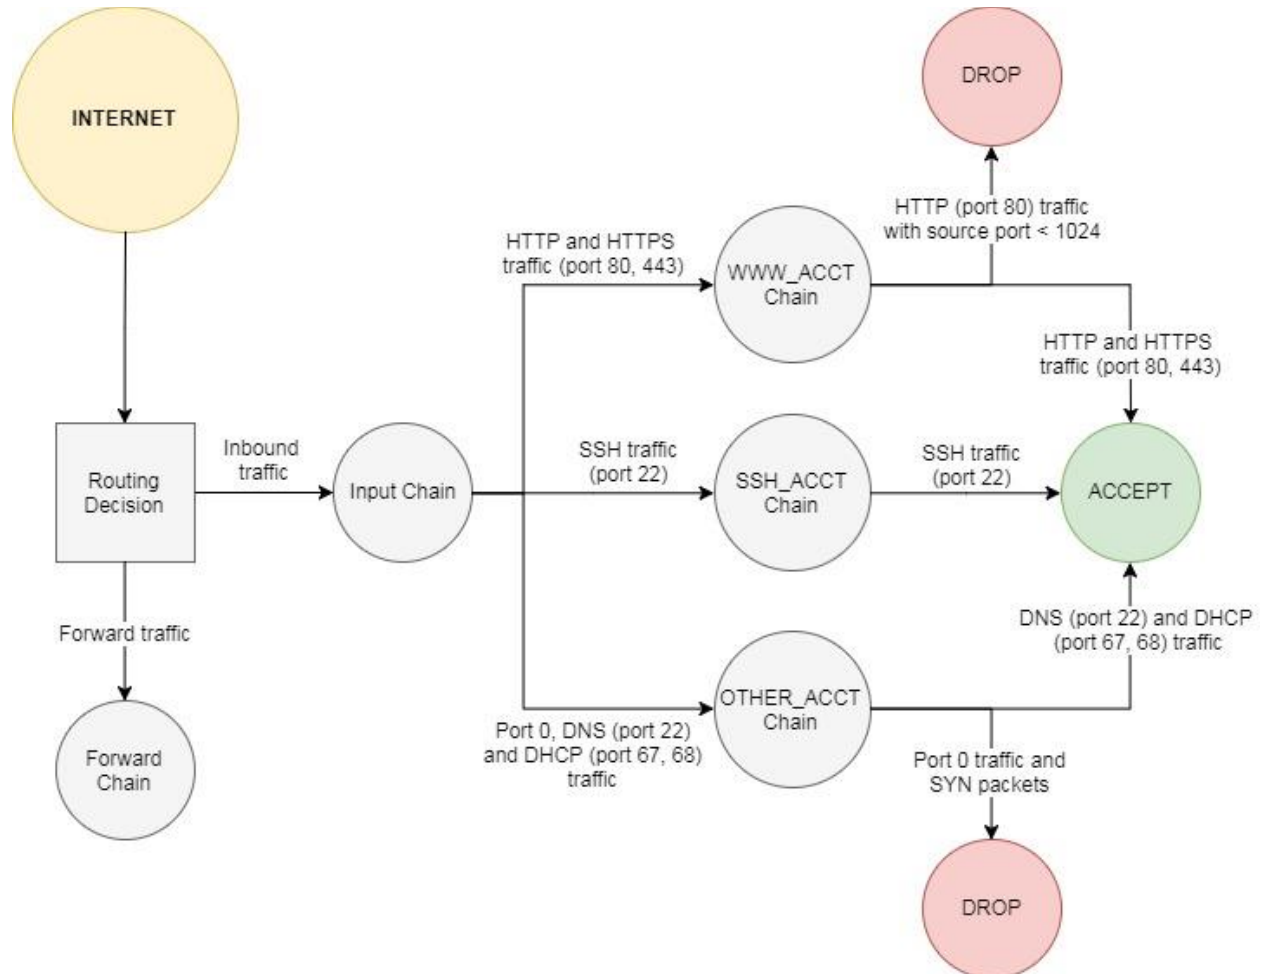 INTERNET
DROP
HTTP (port 80) traffic
with source port < 1024
HTTP and HTTPS
traffic (port 80, 443)
WWW_ACCT
Chain
HTTP and HTTPS
traffic (port 80, 443)
Inbound
traffic
SSH traffic
(port 22)
SSH traffic
(port 22)
Routing
Decision
Input Chain
SSH_ACCT
Chain
ACCEPT
Forward traffic
DNS (port 22) and DHCP
(port 67, 68) traffic
OTHER_ACCT
Chain
Port 0, DNS (port 22)
and DHCP (port 67, 68)
traffic
Forward
Chain
Port 0 traffic and
SYN packets
DROP